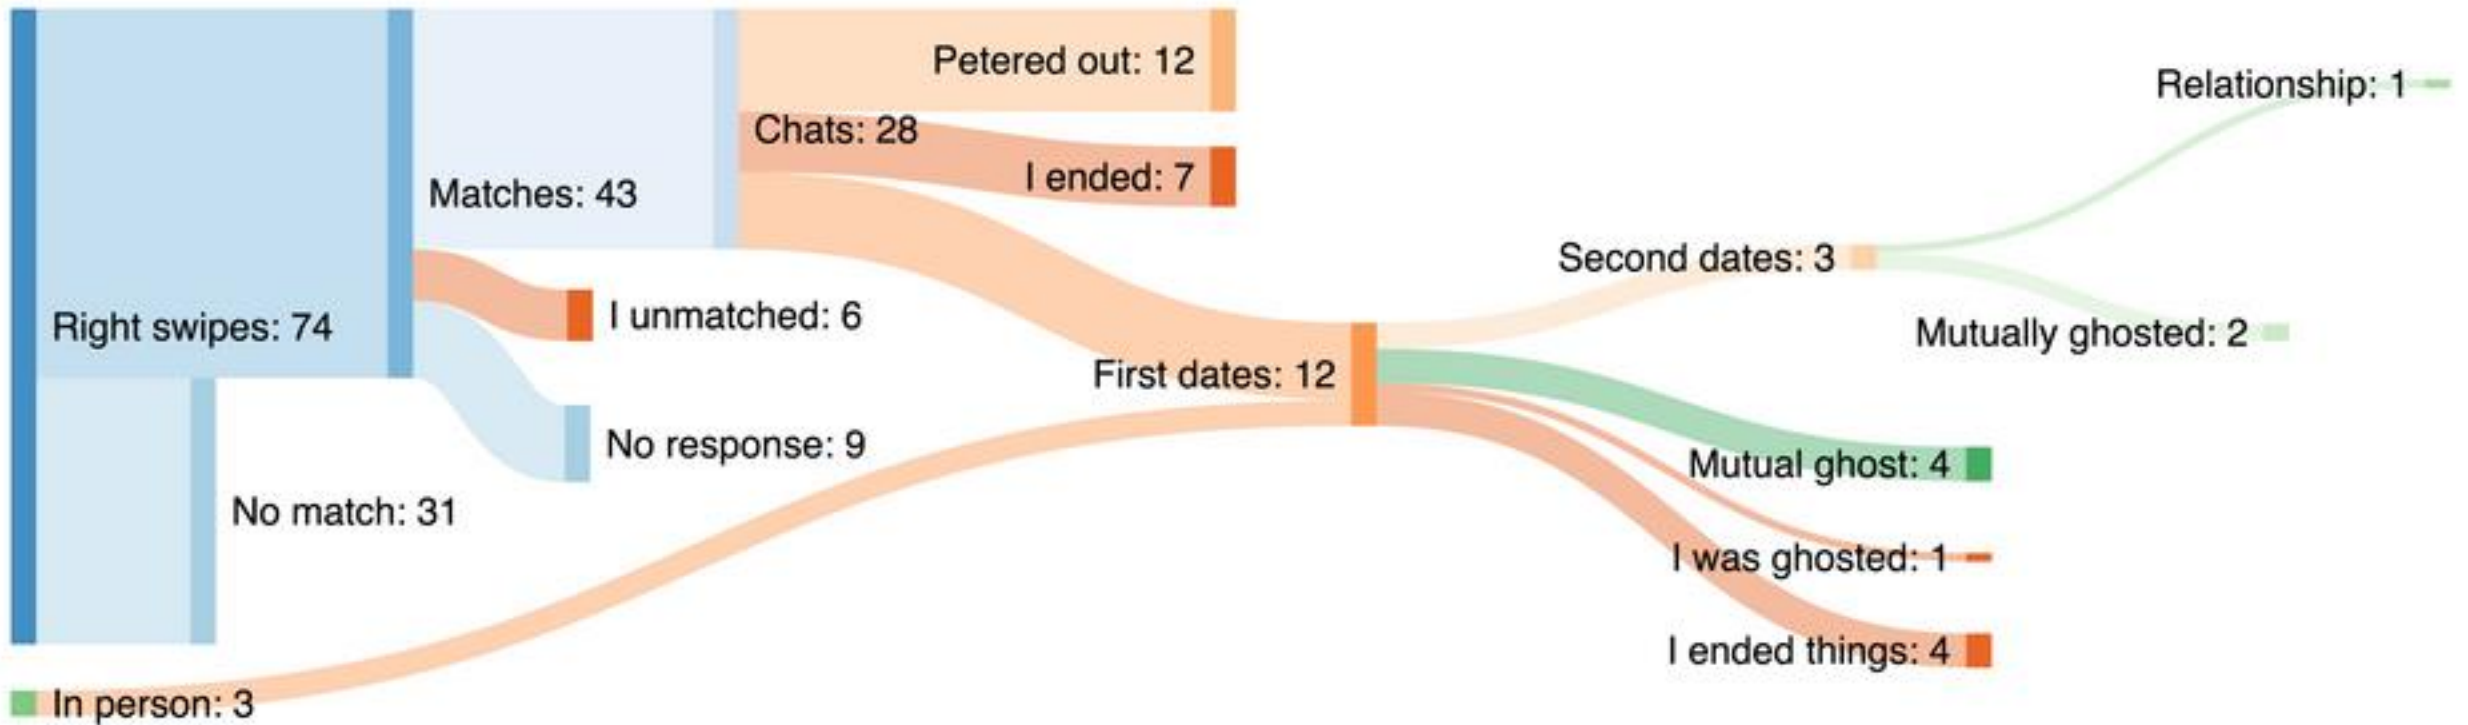 Petered out: 12
Relationship: 1
Chats: 28
I ended: 7
Matches: 43
Second dates: 3
I unmatched: 6
Right swipes: 74
Mutually ghosted: 2
First dates: 12
No response: 9
Mutual ghost: 4
No match: 31
I was ghosted: 1
I ended things: 4
In person: 3